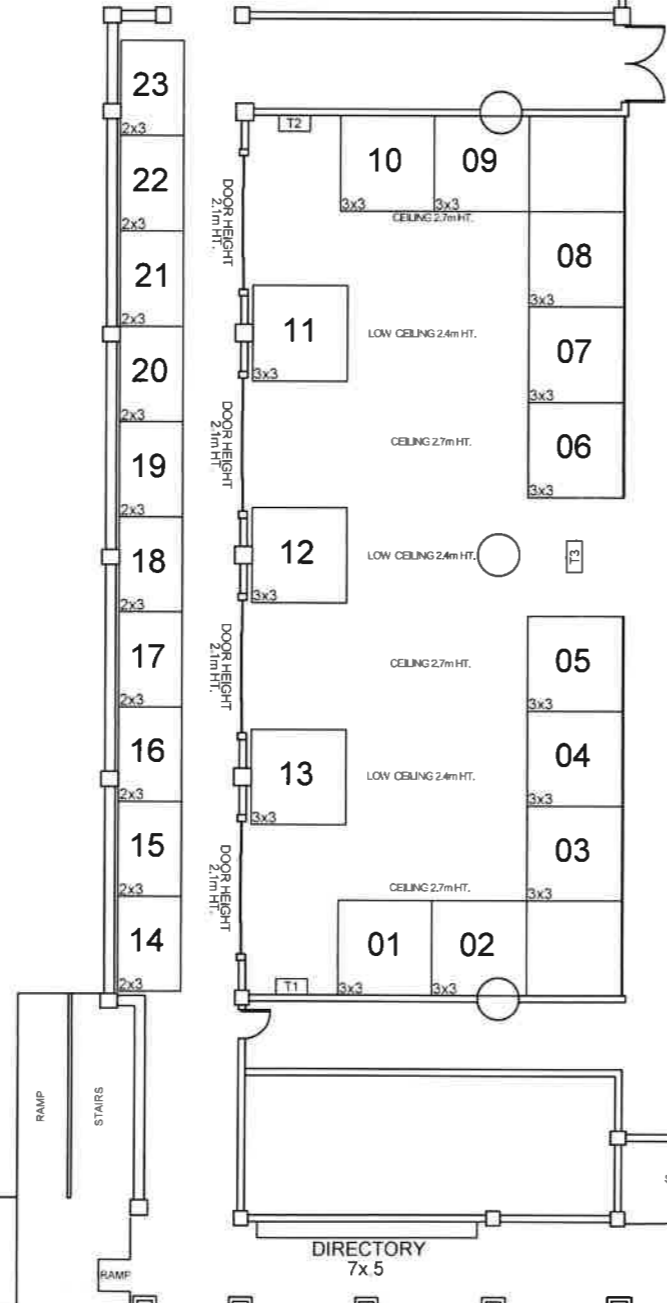 23
2x3
22
2x3
21
2x3
20
2x3
19
2x3
18
2x3
17
2x3
16
2x3
15
2x3
14
2x3
DOOR HEIGHT
2.1m HT.
DOOR HEIGHT
2.1m HT.
DOOR HEIGHT
2.1m HT.
DOOR HEIGHT
2.1m HT.
T2
10
3x3
09
3x3
CEILING 2.7m HT.
08
3x3
11
3x3
LOW CEILING 2.4m HT.
07
3x3
CEILING 2.7m HT.
06
3x3
12
3x3
LOW CEILING 2.4m HT.
T3
CEILING 2.7m HT.
05
3x3
13
3x3
LOW CEILING 2.4m HT.
04
3x3
03
3x3
CEILING 2.7m HT.
01
3x3
02
3x3
T1
RAMP
STAIRS
RAMP
DIRECTORY
7x.5